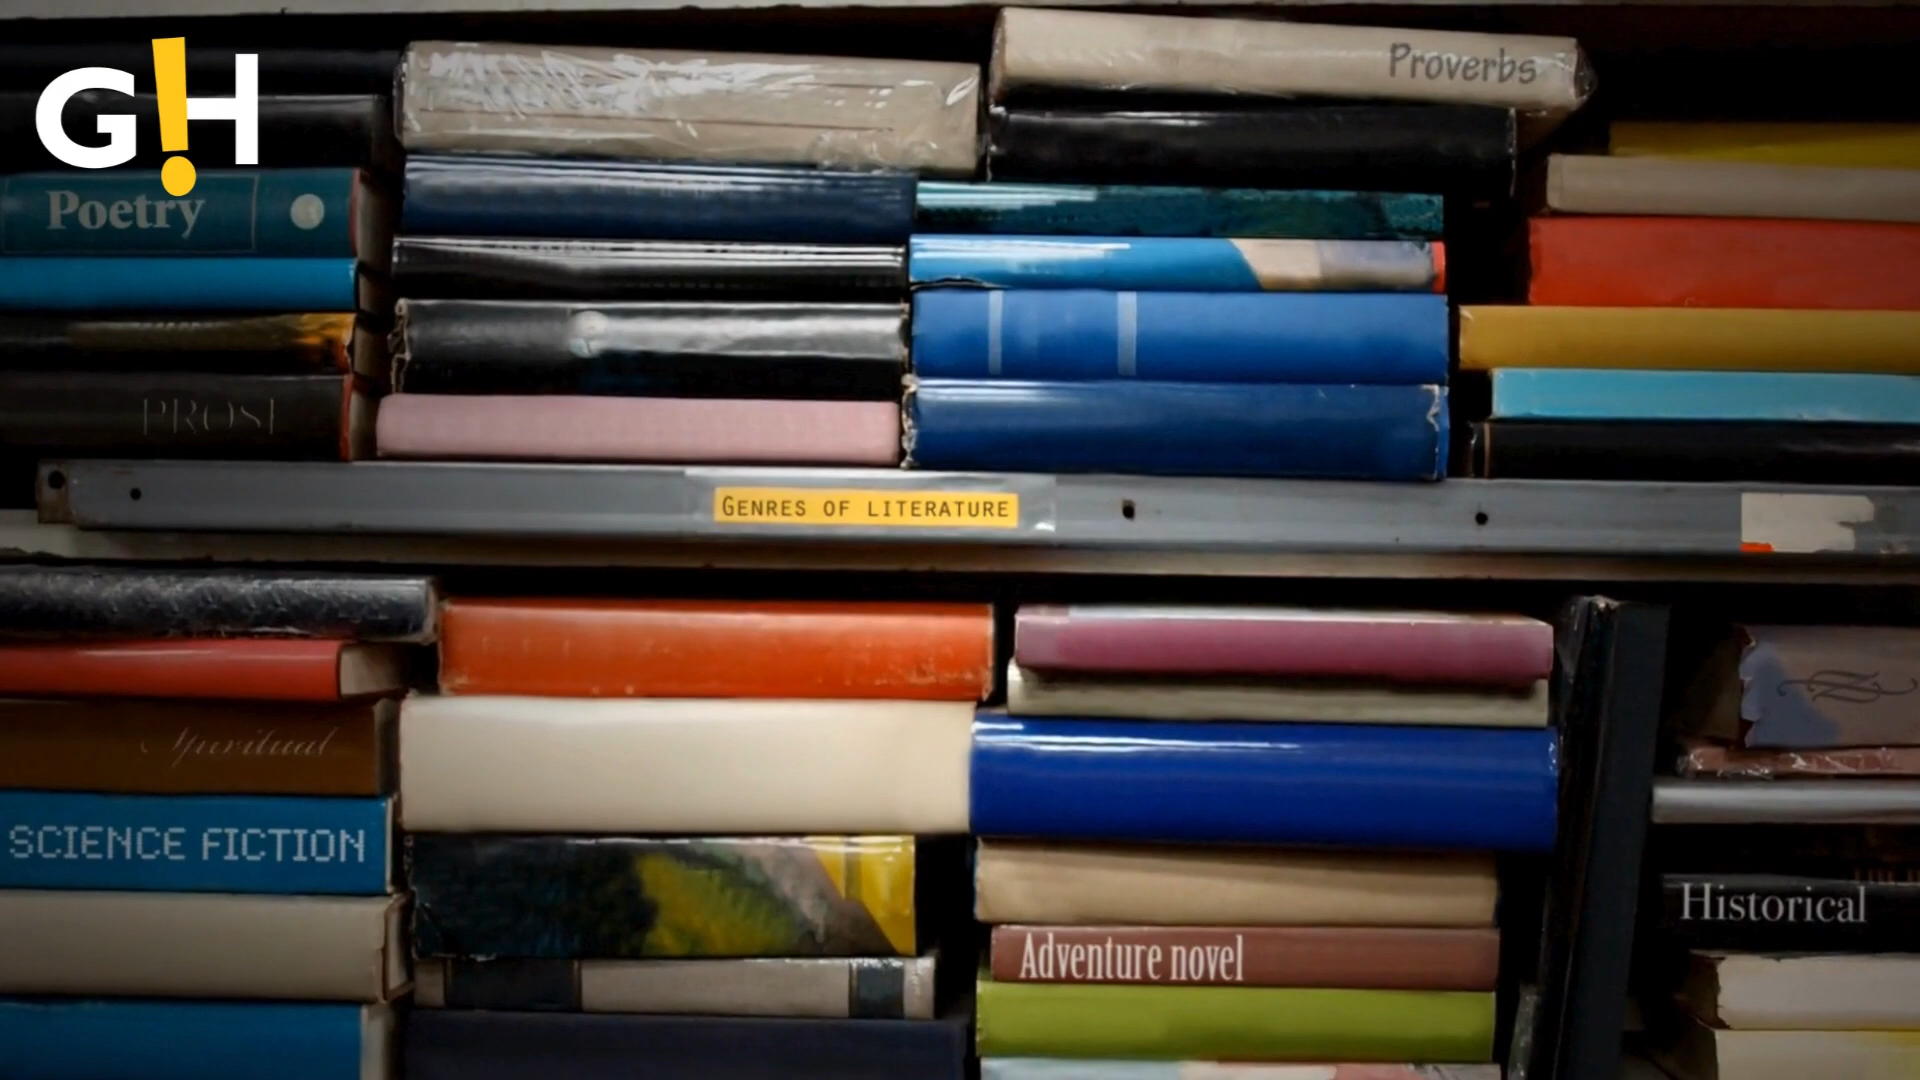 G!H
Proverbs
Poetry
PROSE
GENRES OF LITERATURE
Spiritual
SCIENCE FICTION
Historical
Adventure novel